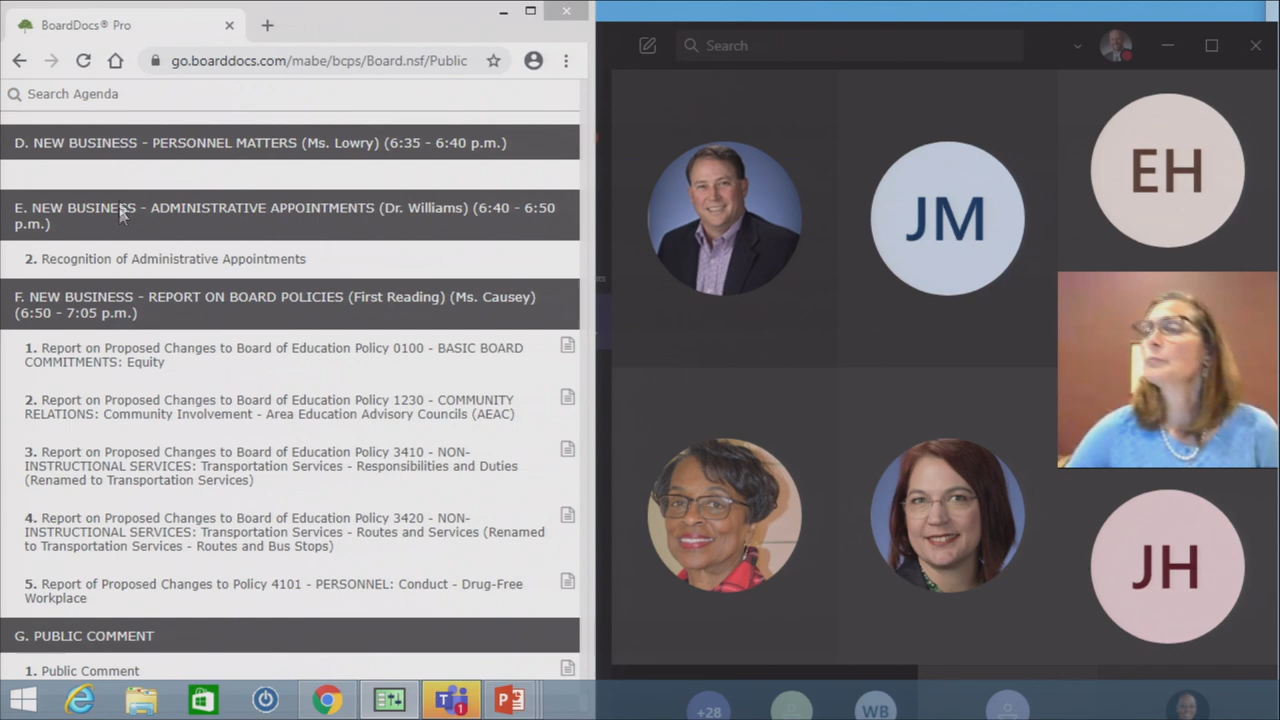 BoardDocs® Pro
go.boarddocs.com/mabe/bcps/Board.nsf/Public
Search Agenda
D. NEW BUSINESS - PERSONNEL MATTERS (Ms. Lowry) (6:35 - 6:40 p.m.)
E. NEW BUSINESS - ADMINISTRATIVE APPOINTMENTS (Dr. Williams) (6:40 - 6:50
p.m.)
2. Recognition of Administrative Appointments
F. NEW BUSINESS - REPORT ON BOARD POLICIES (First Reading) (Ms. Causey)
(6:50 - 7:05 p.m.)
1. Report on Proposed Changes to Board of Education Policy 0100 - BASIC BOARD
COMMITMENTS: Equity
2. Report on Proposed Changes to Board of Education Policy 1230 - COMMUNITY
RELATIONS: Community Involvement - Area Education Advisory Councils (AEAC)
3. Report on Proposed Changes to Board of Education Policy 3410 - NON-
INSTRUCTIONAL SERVICES: Transportation Services - Responsibilities and Duties
(Renamed to Transportation Services)
4. Report on Proposed Changes to Board of Education Policy 3420 - NON-
INSTRUCTIONAL SERVICES: Transportation Services - Routes and Services (Renamed
to Transportation Services - Routes and Bus Stops)
5. Report of Proposed Changes to Policy 4101 - PERSONNEL: Conduct - Drug-Free
Workplace
G. PUBLIC COMMENT
1. Public Comment
Search
JM
EH
JH
+28
WB
1